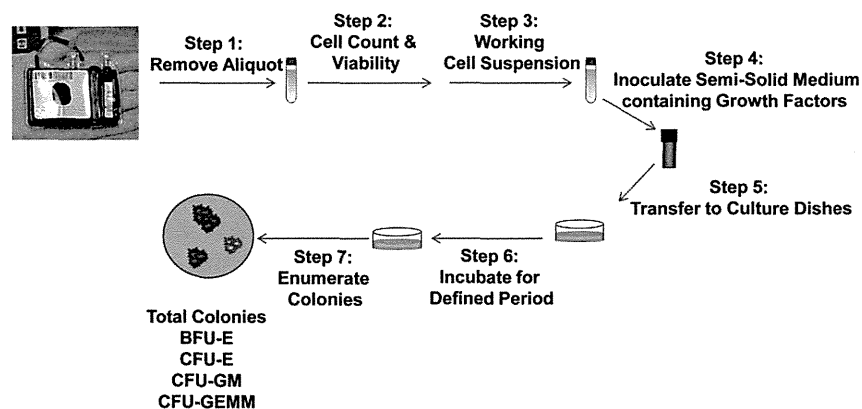 Step 1:
Remove Aliquot
Step 2:
Cell Count &
Viability
Step 3:
Working
Cell Suspension
Step 4:
Inoculate Semi-Solid Medium
containing Growth Factors
Step 5:
Transfer to Culture Dishes
Step 6:
Incubate for
Defined Period
Step 7:
Enumerate
Colonies
Total Colonies
BFU-E
CFU-E
CFU-GM
CFU-GEMM